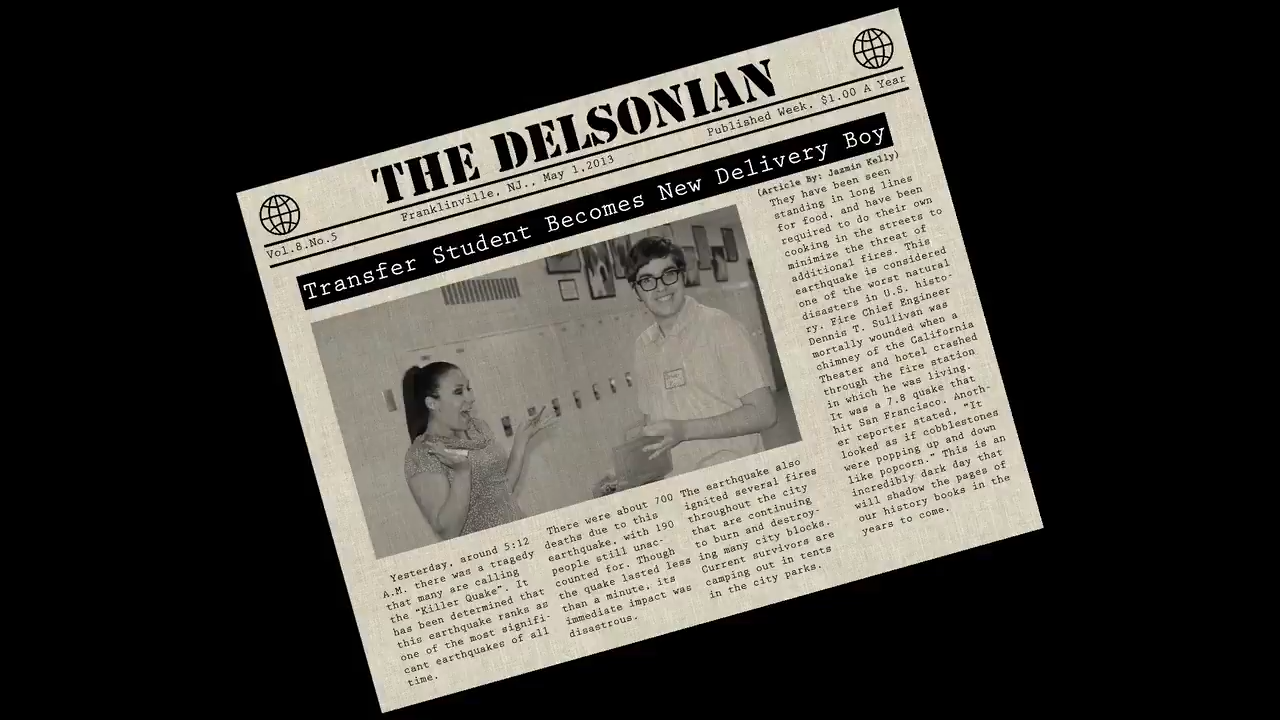 THE DELSONIAN
Vol.8.No.5
Franklinville, NJ., May 1,2013
Published Week. $1.00 A Year
Transfer Student Becomes New Delivery Boy
Yesterday, around 5:12
A.M. there was a tragedy
that many are calling
the "Killer Quake". It
has been determined that
this earthquake ranks as
one of the most signifi-
cant earthquakes of all
time.
There were about 700
deaths due to this
earthquake, with 190
people still unac-
counted for. Though
the quake lasted less
than a minute, its
immediate impact was
disastrous.
The earthquake also
ignited several fires
throughout the city
that are continuing
to burn and destroy-
ing many city blocks.
Current survivors are
camping out in tents
in the city parks.
(Article By: Jazmin Kelly)
They have been seen
standing in long lines
for food, and have been
required to do their own
cooking in the streets to
minimize the threat of
additional fires. This
earthquake is considered
one of the worst natural
disasters in U.S. histo-
ry. Fire Chief Engineer
Dennis T. Sullivan was
mortally wounded when a
chimney of the California
Theater and hotel crashed
through the fire station
in which he was living.
It was a 7.8 quake that
hit San Francisco. Anoth-
er reporter stated, "It
looked as if cobblestones
were popping up and down
like popcorn." This is an
incredibly dark day that
will shadow the pages of
our history books in the
years to come.